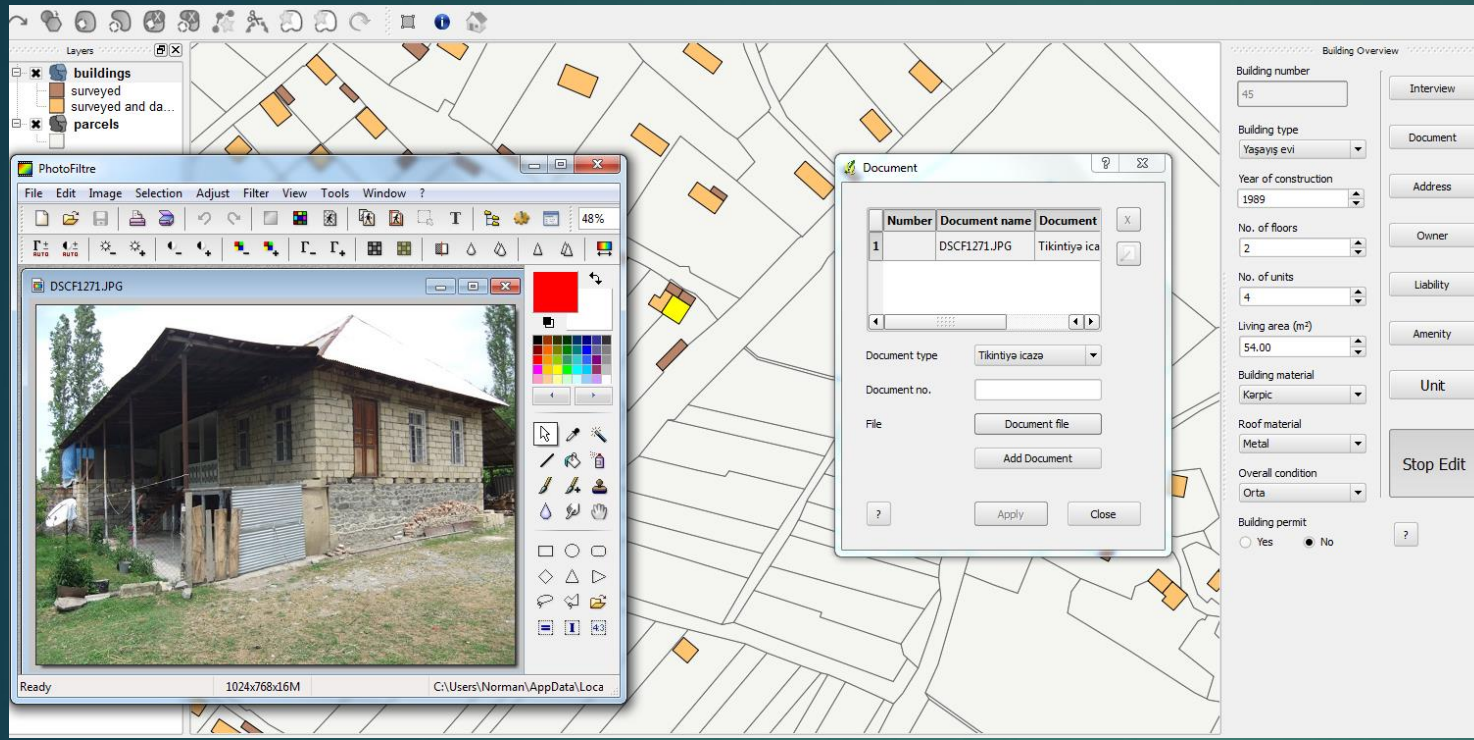 Layers
buildings
surveyed
surveyed and da...
parcels
PhotoFiltre
File Edit Image Selection Adjust Filter View Tools Window ?
48%
AUTO AUTO
DSCF1271.JPG
4:3
Ready 1024x768x16M C:\Users\Norman\AppData\Loca
Document
Number Document name Document
1 DSCF1271.JPG Tikintiyə ica
Document type Tikintiyə icazə
Document no.
File Document file
Add Document
? Apply Close
Building Overview
Building number
45
Building type
Yaşayış evi
Year of construction
1989
No. of floors
2
No. of units
4
Living area (m²)
54.00
Building material
Kərpic
Roof material
Metal
Overall condition
Orta
Building permit
Yes No
Interview
Document
Address
Owner
Liability
Amenity
Unit
Stop Edit
?